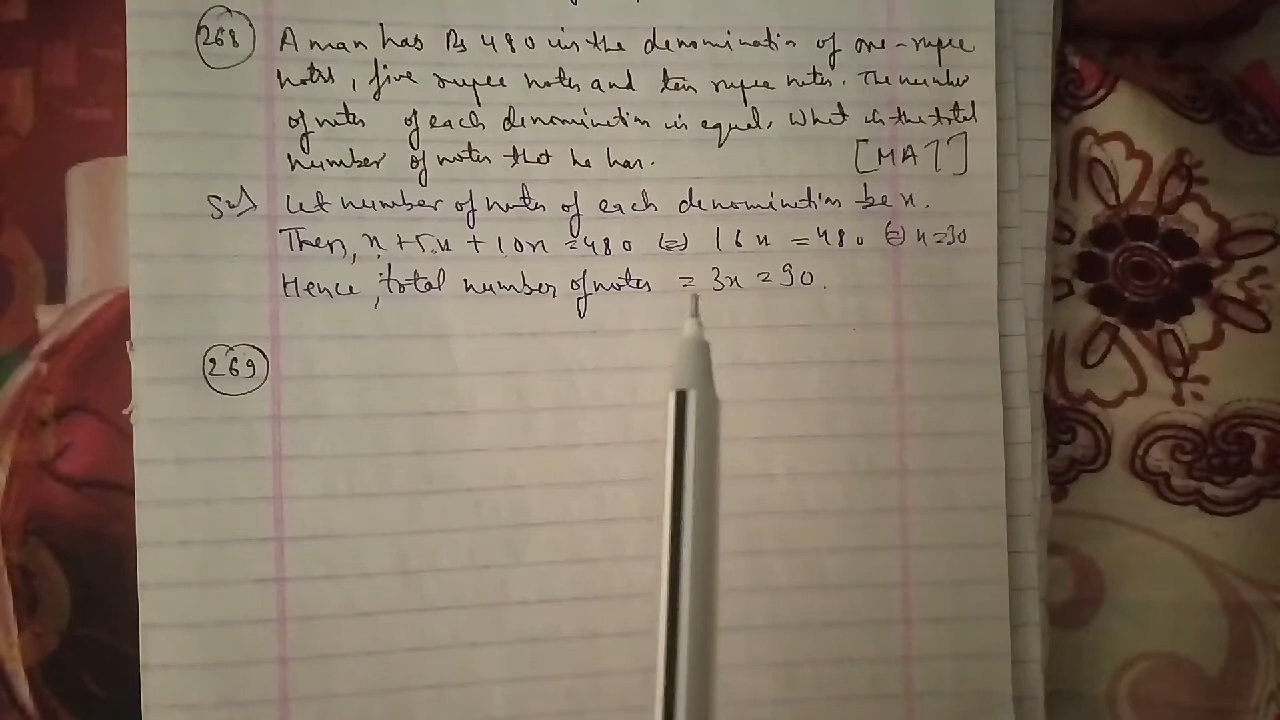 268 A man has Rs 480 in the denomination of one-rupee
notes, five rupee notes and ten rupee notes. The number
of notes of each denomination is equal. What is the total
number of notes that he has. [MAT]
Sol) Let number of notes of each denomination be x.
Then, x + 5x + 10x = 480 (=) 16x = 480 (=) x = 30
Hence, total number of notes = 3x = 90.
269